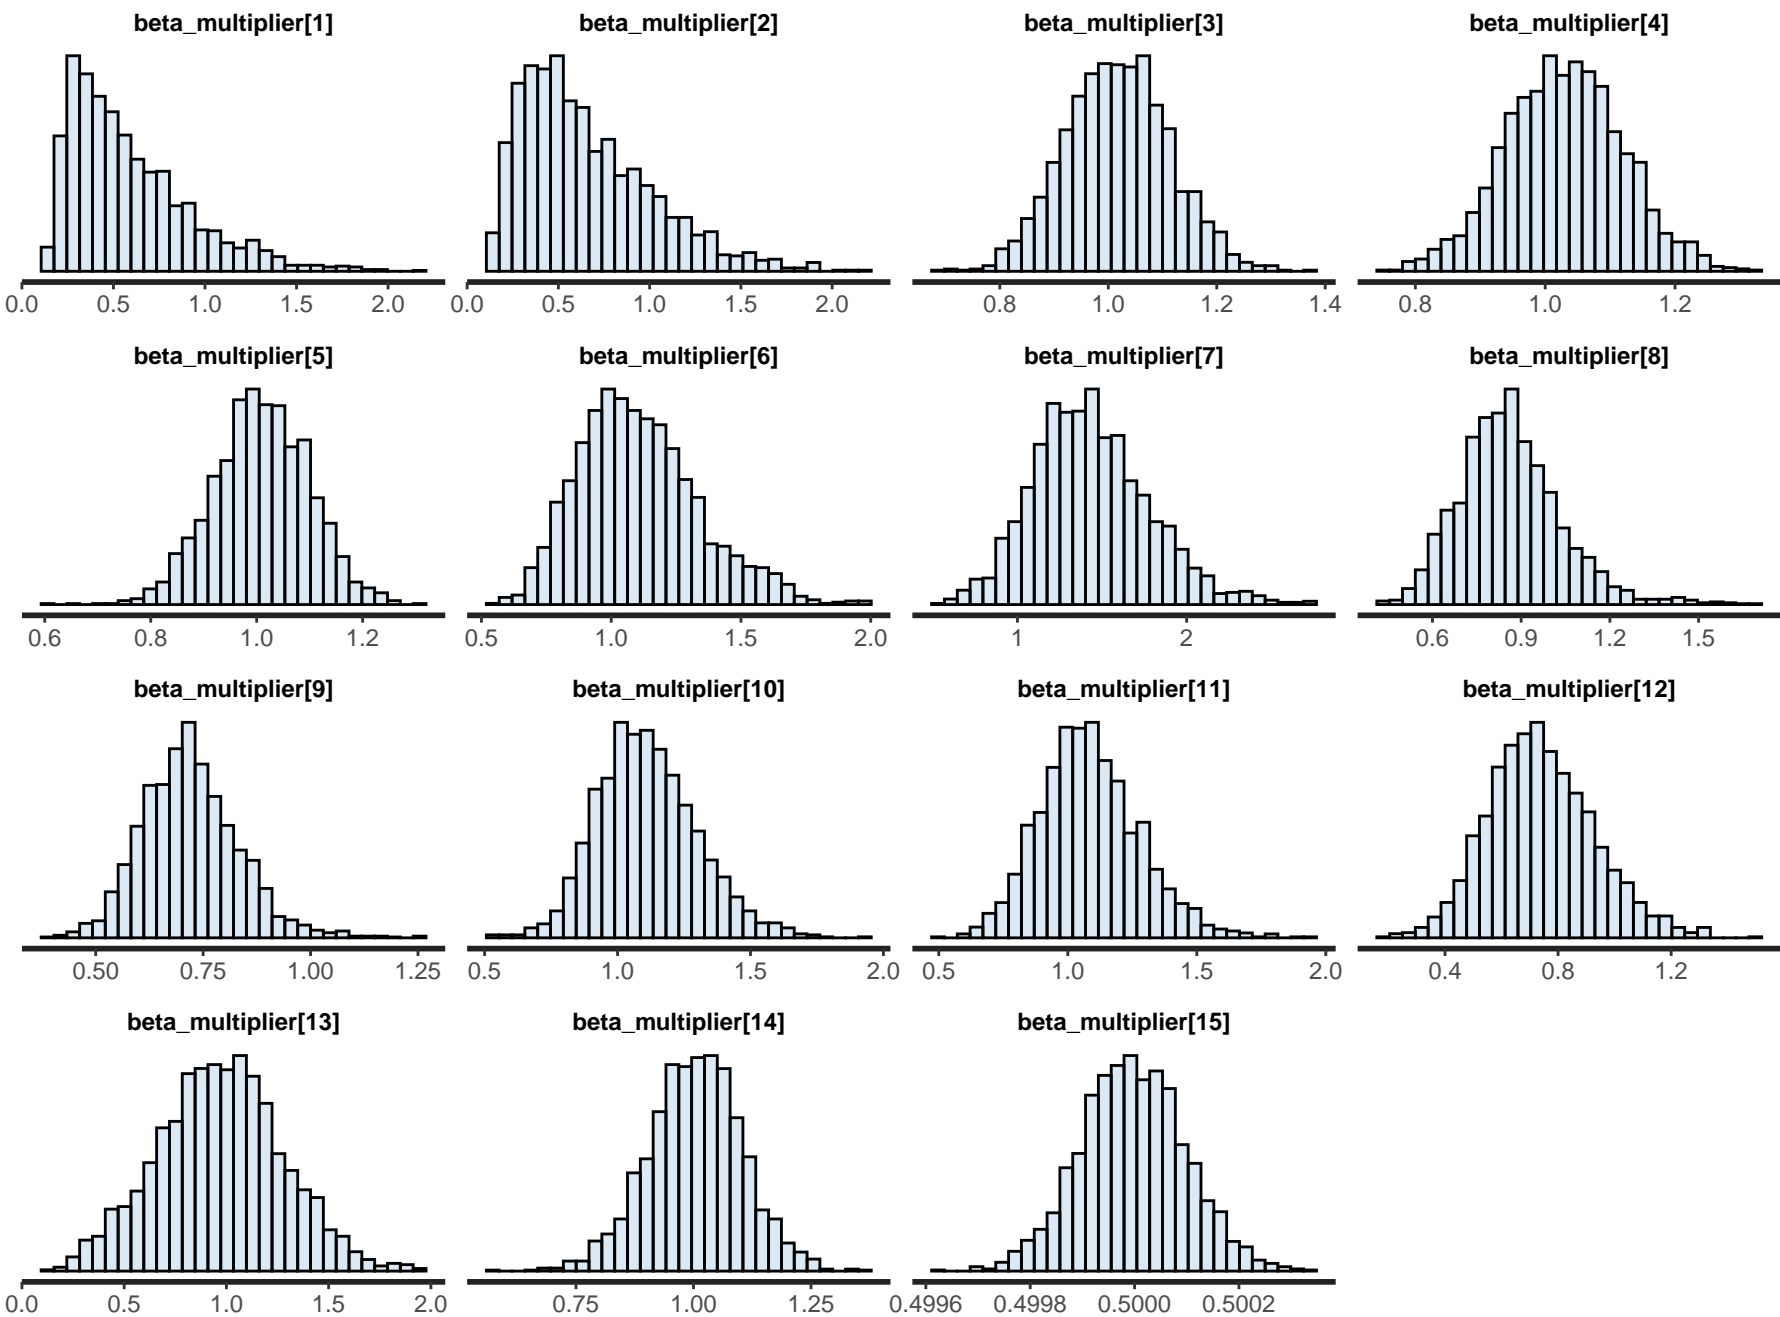 beta_multiplier[1] beta_multiplier[2] beta_multiplier[3] beta_multiplier[4]
0.0 0.5 1.0 1.5 2.0 0.0 0.5 1.0 1.5 2.0 0.8 1.0 1.2 1.4 0.8 1.0 1.2
beta_multiplier[5] beta_multiplier[6] beta_multiplier[7] beta_multiplier[8]
0.6 0.8 1.0 1.2 0.5 1.0 1.5 2.0 1 2 0.6 0.9 1.2 1.5
beta_multiplier[9] beta_multiplier[10] beta_multiplier[11] beta_multiplier[12]
0.50 0.75 1.00 1.25 0.5 1.0 1.5 2.0 0.5 1.0 1.5 2.0 0.4 0.8 1.2
beta_multiplier[13] beta_multiplier[14] beta_multiplier[15]
0.0 0.5 1.0 1.5 2.0 0.75 1.00 1.25 0.4996 0.4998 0.5000 0.5002